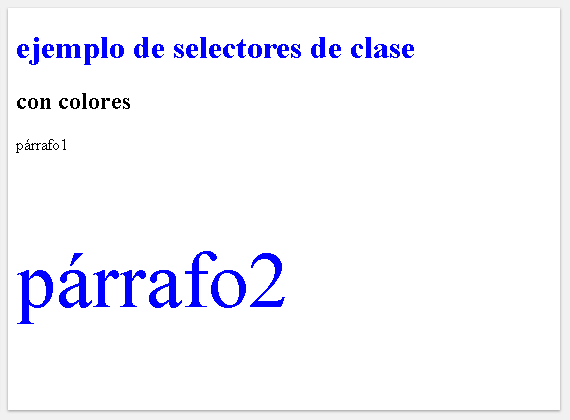 ejemplo de selectores de clase
con colores
párrafo1
párrafo2